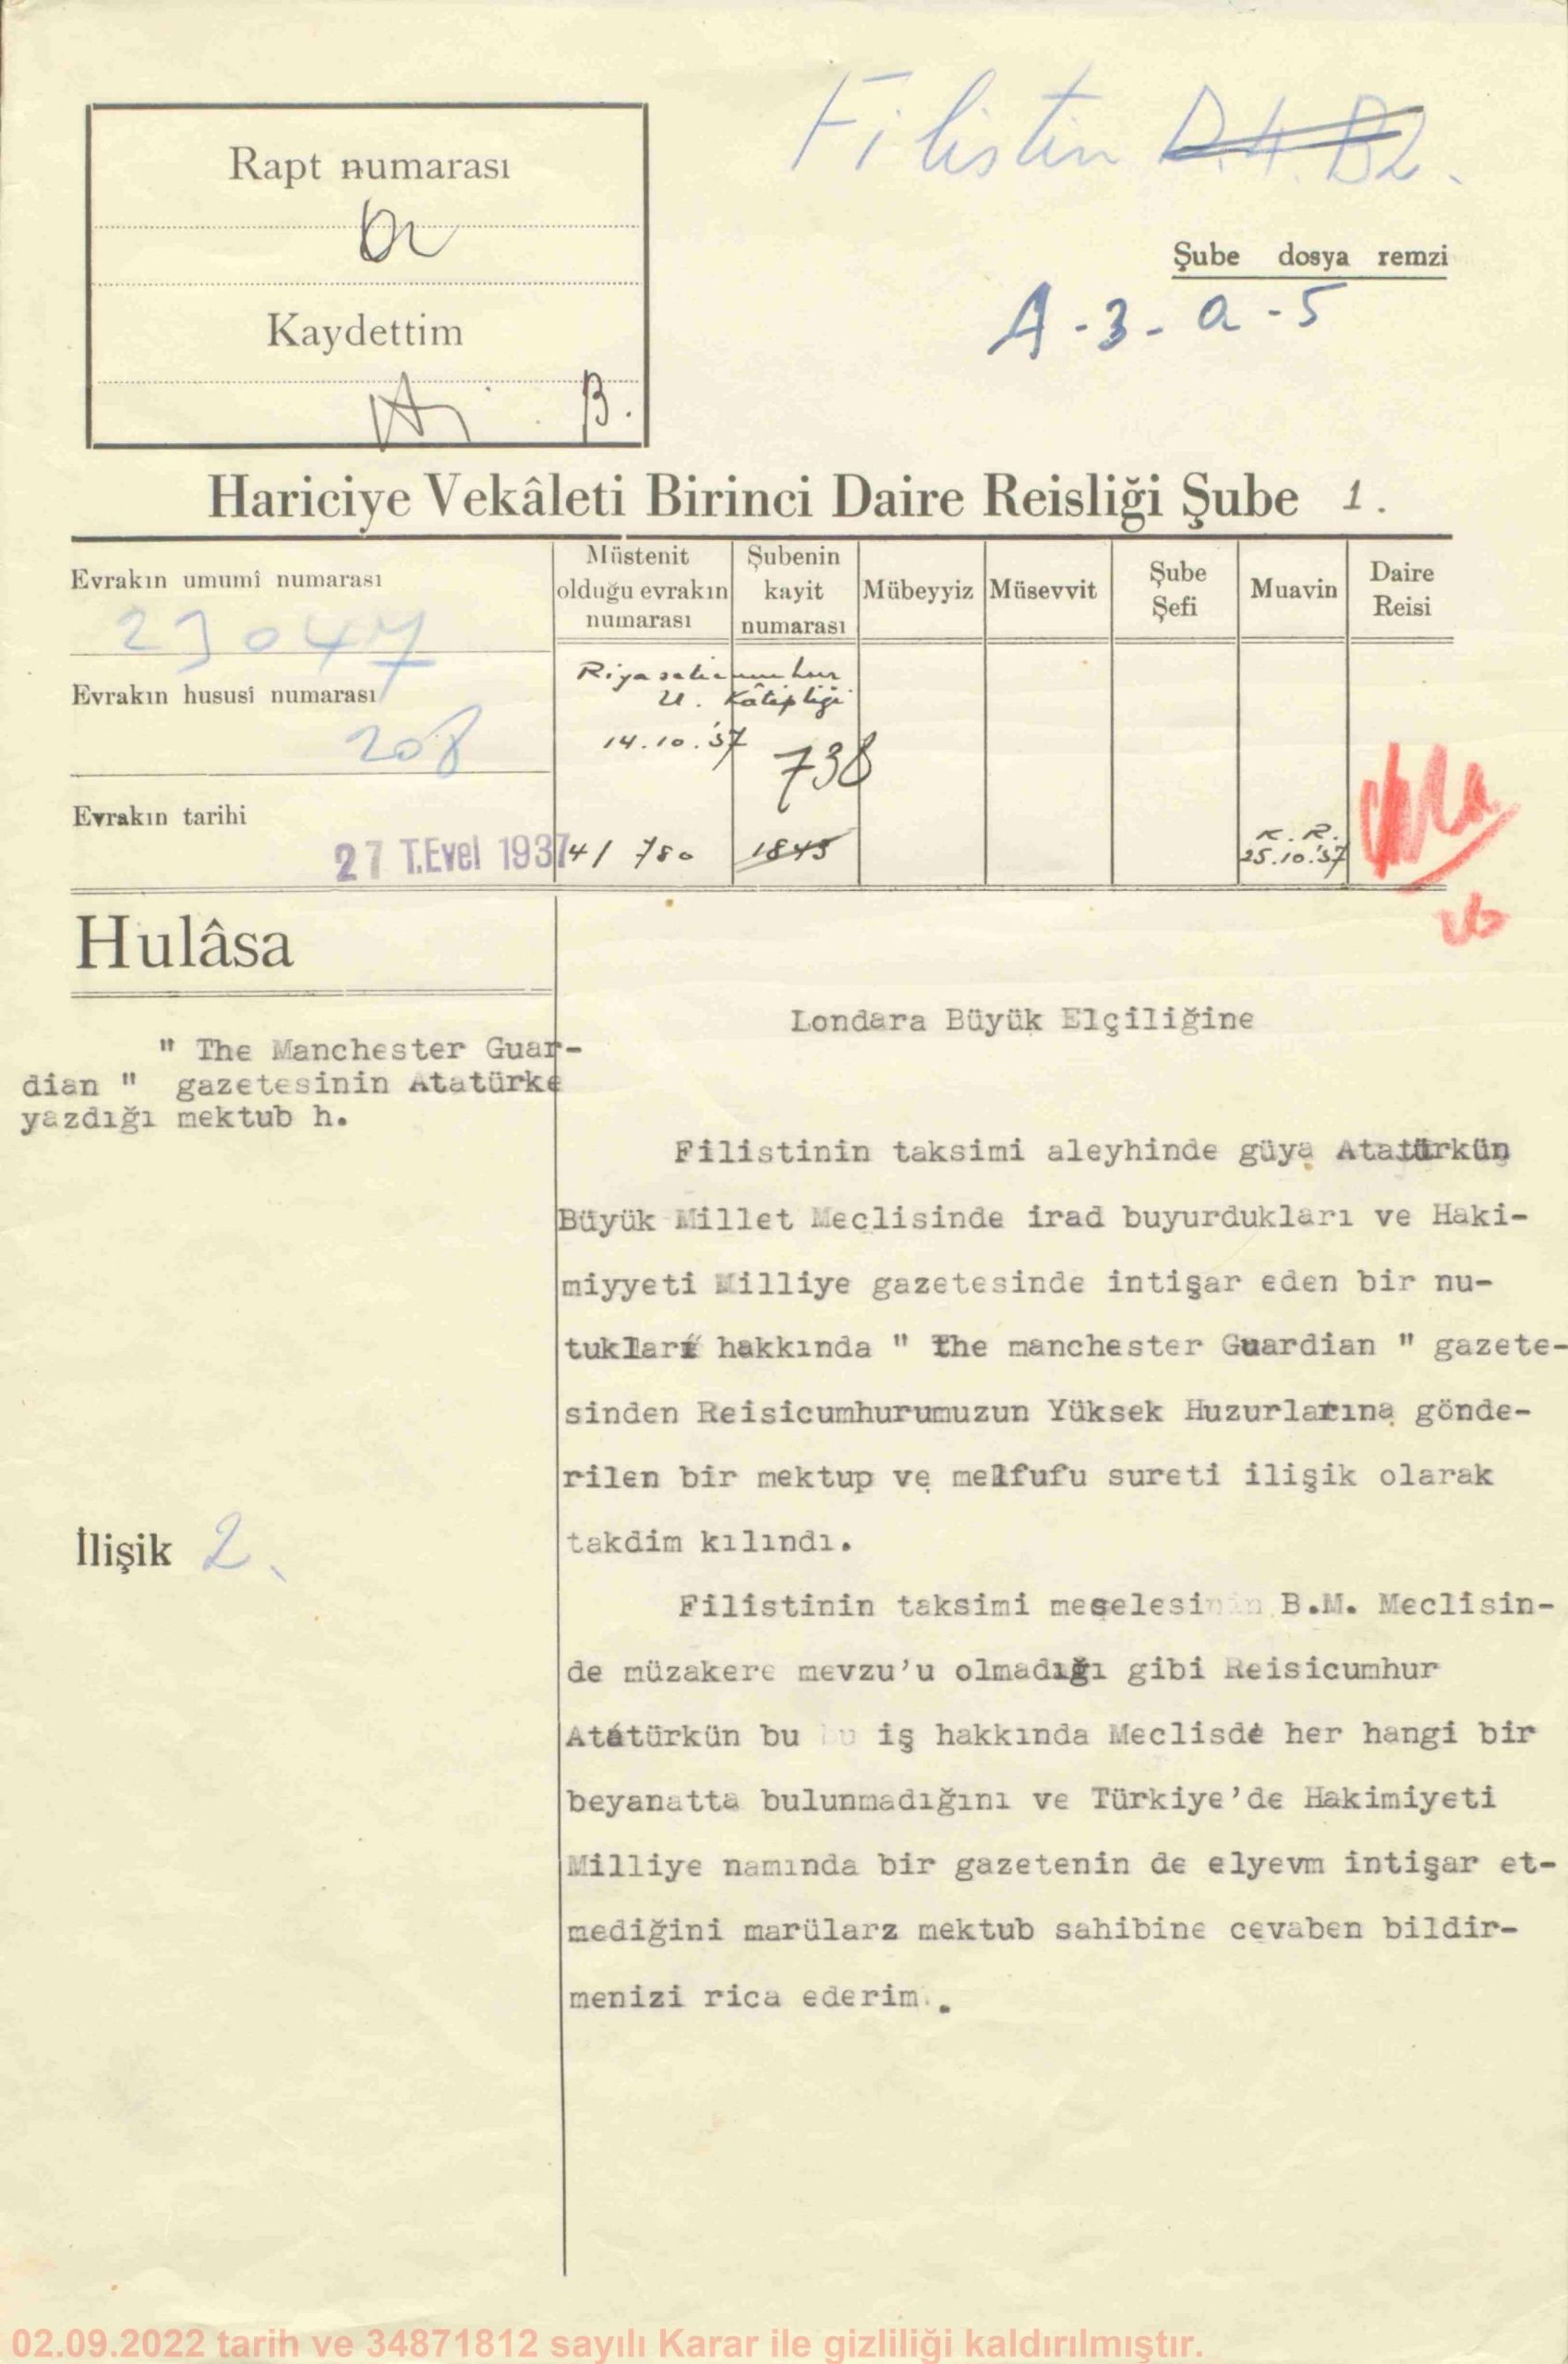 Filistin D.4.B2.
Rapt numarası
Kaydettim
B.
Şube dosya remzi
A-3-a-5
Hariciye Vekâleti Birinci Daire Reisliği Şube 1.
Evrakın umumî numarası
23047
Evrakın hususî numarası
208
Evrakın tarihi
27 T.Evel 1937
Müstenit olduğu evrakın numarası
Şubenin kayit numarası
Mübeyyiz
Müsevvit
Şube Şefi
Muavin
Daire Reisi
Riyaseticumhur
U. Kâtipliği
14.10.'37
738
4/ 780
1845
K. R.
25.10.'37
Hulâsa
" The Manchester Guar-
dian " gazetesinin Atatürke
yazdığı mektub h.
İlişik 2.
Londara Büyük Elçiliğine
Filistinin taksimi aleyhinde güya Atatürkün
Büyük Millet Meclisinde irad buyurdukları ve Haki-
miyyeti Milliye gazetesinde intişar eden bir nu-
tukları hakkında " the manchester Guardian " gazete-
sinden Reisicumhurumuzun Yüksek Huzurlarına gönde-
rilen bir mektup ve melfufu sureti ilişik olarak
takdim kılındı.
Filistinin taksimi meselesinin B.M. Meclisin-
de müzakere mevzu'u olmadığı gibi Reisicumhur
Atatürkün bu bu iş hakkında Meclisde her hangi bir
beyanatta bulunmadığını ve Türkiye'de Hakimiyeti
Milliye namında bir gazetenin de elyevm intişar et-
mediğini marülarz mektub sahibine cevaben bildir-
menizi rica ederim.
02.09.2022 tarih ve 34871812 sayılı Karar ile gizliliği kaldırılmıştır.